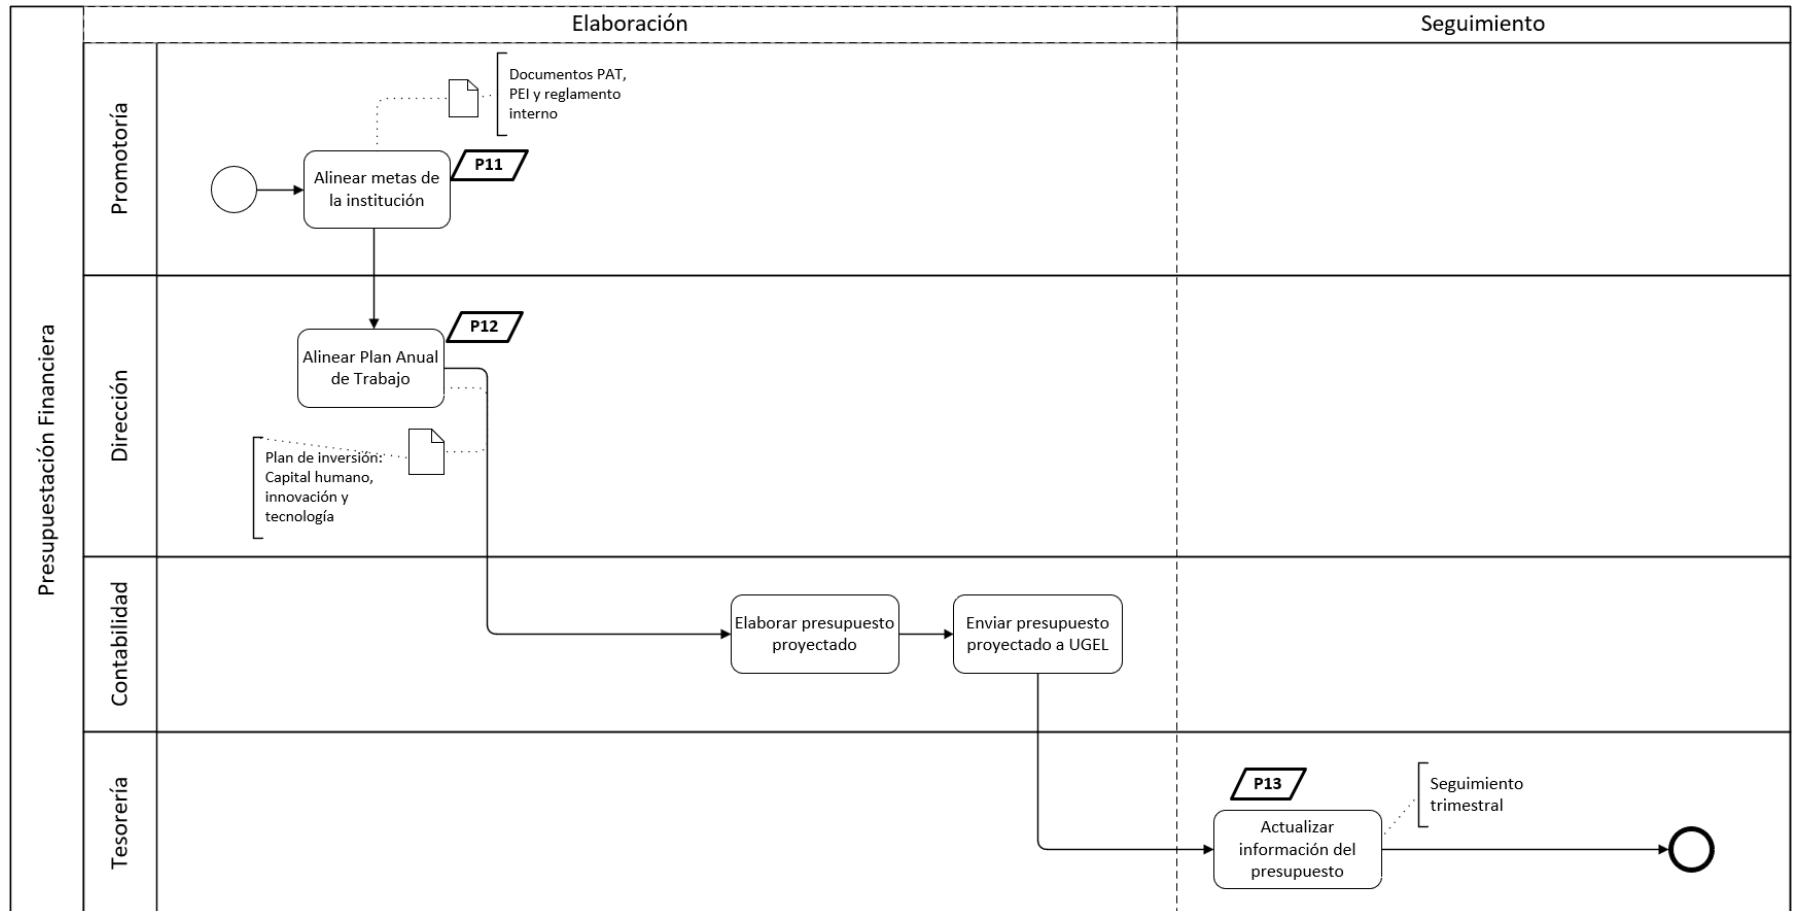 Elaboración
Seguimiento
Presupuestación Financiera
Promotoría
Documentos PAT,
PEI y reglamento
interno
P11
Alinear metas de
la institución
Dirección
P12
Alinear Plan Anual
de Trabajo
Plan de inversión:
Capital humano,
innovación y
tecnología
Contabilidad
Elaborar presupuesto
proyectado
Enviar presupuesto
proyectado a UGEL
Tesorería
P13
Actualizar
información del
presupuesto
Seguimiento
trimestral